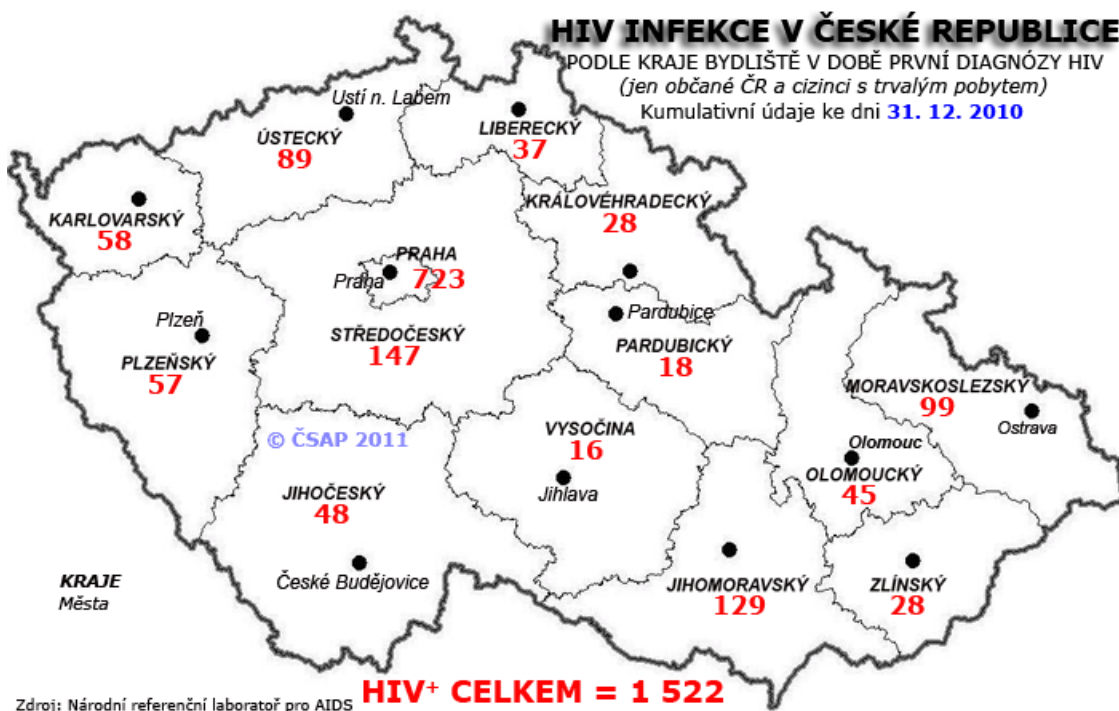 HIV INFEKCE V ČESKÉ REPUBLICE
PODLE KRAJE BYDLIŠTĚ V DOBĚ PRVNÍ DIAGNÓZY HIV
(jen občané ČR a cizinci s trvalým pobytem)
Kumulativní údaje ke dni 31. 12. 2010
Ustí n. Labem
ÚSTECKÝ
89
LIBERECKÝ
37
KARLOVARSKÝ
58
KRÁLOVÉHRADECKÝ
28
PRAHA
Praha
723
STŘEDOČESKÝ
147
Plzeň
PLZEŇSKÝ
57
Pardubice
PARDUBICKÝ
18
MORAVSKOSLEZSKÝ
99
Ostrava
© ČSAP 2011
VYSOČINA
16
Jihlava
Olomouc
OLOMOUCKÝ
45
JIHOČESKÝ
48
České Budějovice
JIHOMORAVSKÝ
129
ZLÍNSKÝ
28
KRAJE
Města
Zdroj: Národní referenční laboratoř pro AIDS
HIV+ CELKEM = 1 522